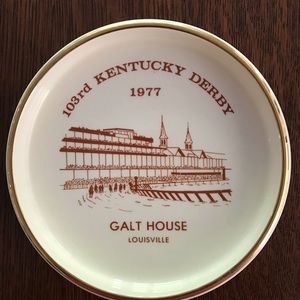 103rd KENTUCKY DERBY
1977
GALT HOUSE
LOUISVILLE